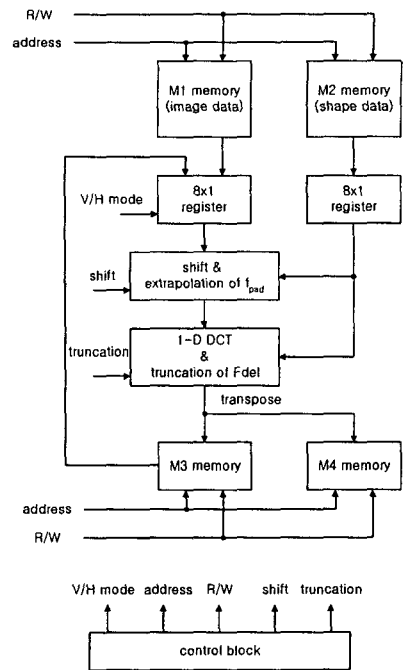 R/W
address
M1 memory
(image data)
M2 memory
(shape data)
V/H mode
8x1
register
8x1
register
shift
shift &
extrapolation of fpad
truncation
1-D DCT
&
truncation of Fdel
transpose
M3 memory
M4 memory
address
R/W
V/H mode address R/W shift truncation
control block